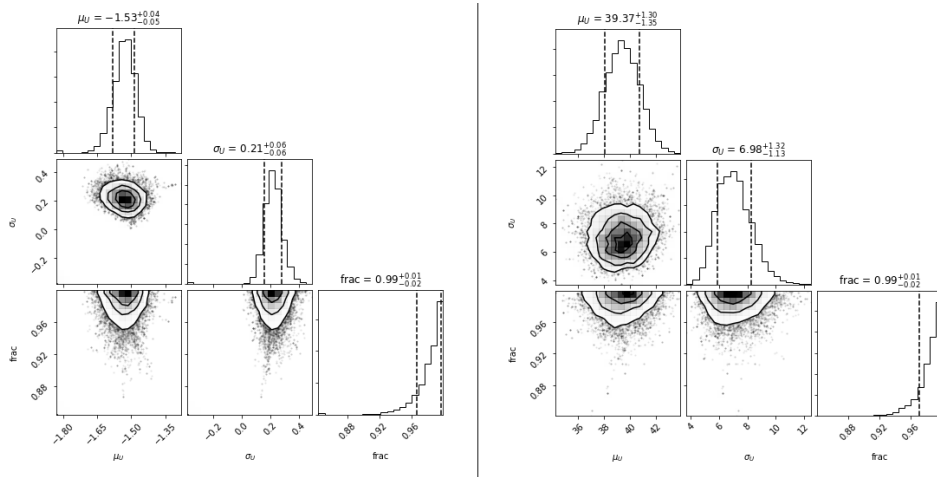 μ_U = −1.53^{+0.04}_{−0.05}
σ_U = 0.21^{+0.06}_{−0.06}
frac = 0.99^{+0.01}_{−0.02}
σ_U
0.4
0.2
0.0
−0.2
frac
0.96
0.92
0.88
−1.80
−1.65
−1.50
−1.35
μ_U
−0.2
0.0
0.2
0.4
σ_U
0.88
0.92
0.96
frac
μ_U = 39.37^{+1.30}_{−1.35}
σ_U = 6.98^{+1.32}_{−1.13}
frac = 0.99^{+0.01}_{−0.02}
σ_U
12
10
8
6
4
frac
0.96
0.92
0.88
36
38
40
42
μ_U
4
6
8
10
12
σ_U
0.88
0.92
0.96
frac